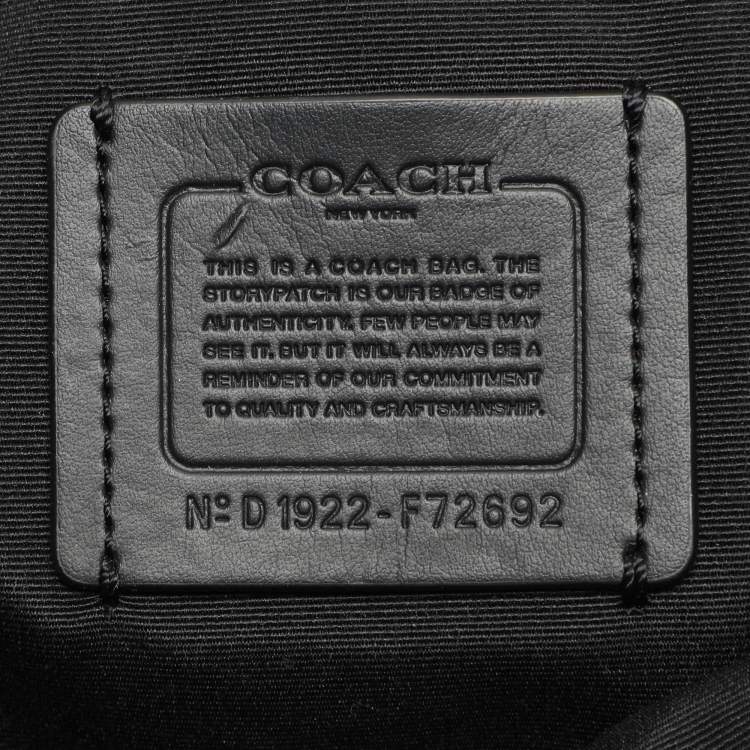 COACH
NEW YORK
THIS IS A COACH BAG. THE
STORYPATCH IS OUR BADGE OF
AUTHENTICITY. FEW PEOPLE MAY
SEE IT. BUT IT WILL ALWAYS BE A
REMINDER OF OUR COMMITMENT
TO QUALITY AND CRAFTSMANSHIP.
Nº D1922-F72692